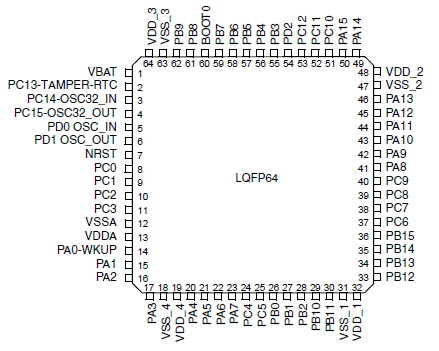 VDD_3
VSS_3
PB9
PB8
BOOT0
PB7
PB6
PB5
PB4
PB3
PD2
PC12
PC11
PC10
PA15
PA14
64 63 62 61 60 59 58 57 56 55 54 53 52 51 50 49
VBAT 1
PC13-TAMPER-RTC 2
PC14-OSC32_IN 3
PC15-OSC32_OUT 4
PD0 OSC_IN 5
PD1 OSC_OUT 6
NRST 7
PC0 8
PC1 9
PC2 10
PC3 11
VSSA 12
VDDA 13
PA0-WKUP 14
PA1 15
PA2 16
LQFP64
48 VDD_2
47 VSS_2
46 PA13
45 PA12
44 PA11
43 PA10
42 PA9
41 PA8
40 PC9
39 PC8
38 PC7
37 PC6
36 PB15
35 PB14
34 PB13
33 PB12
17 18 19 20 21 22 23 24 25 26 27 28 29 30 31 32
PA3
VSS_4
VDD_4
PA4
PA5
PA6
PA7
PC4
PC5
PB0
PB1
PB2
PB10
PB11
VSS_1
VDD_1